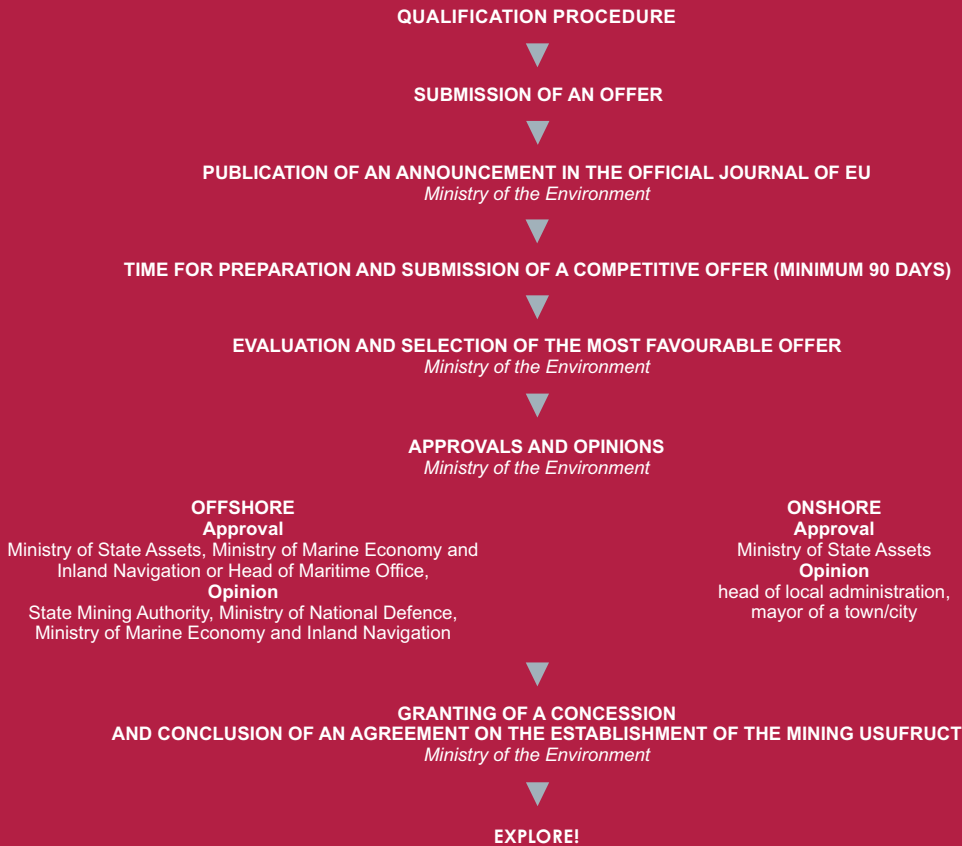 QUALIFICATION PROCEDURE
SUBMISSION OF AN OFFER
PUBLICATION OF AN ANNOUNCEMENT IN THE OFFICIAL JOURNAL OF EU
Ministry of the Environment
TIME FOR PREPARATION AND SUBMISSION OF A COMPETITIVE OFFER (MINIMUM 90 DAYS)
EVALUATION AND SELECTION OF THE MOST FAVOURABLE OFFER
Ministry of the Environment
APPROVALS AND OPINIONS
Ministry of the Environment
OFFSHORE
Approval
Ministry of State Assets, Ministry of Marine Economy and
Inland Navigation or Head of Maritime Office,
Opinion
State Mining Authority, Ministry of National Defence,
Ministry of Marine Economy and Inland Navigation
ONSHORE
Approval
Ministry of State Assets
Opinion
head of local administration,
mayor of a town/city
GRANTING OF A CONCESSION
AND CONCLUSION OF AN AGREEMENT ON THE ESTABLISHMENT OF THE MINING USUFRUCT
Ministry of the Environment
EXPLORE!